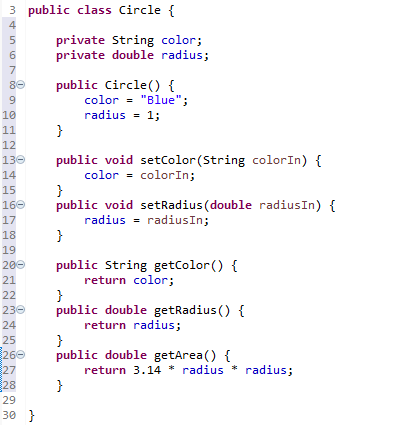 3 public class Circle {
4
5     private String color;
6     private double radius;
7
8     public Circle() {
9         color = "Blue";
10         radius = 1;
11     }
12
13     public void setColor(String colorIn) {
14         color = colorIn;
15     }
16     public void setRadius(double radiusIn) {
17         radius = radiusIn;
18     }
19
20     public String getColor() {
21         return color;
22     }
23     public double getRadius() {
24         return radius;
25     }
26     public double getArea() {
27         return 3.14 * radius * radius;
28     }
29
30 }